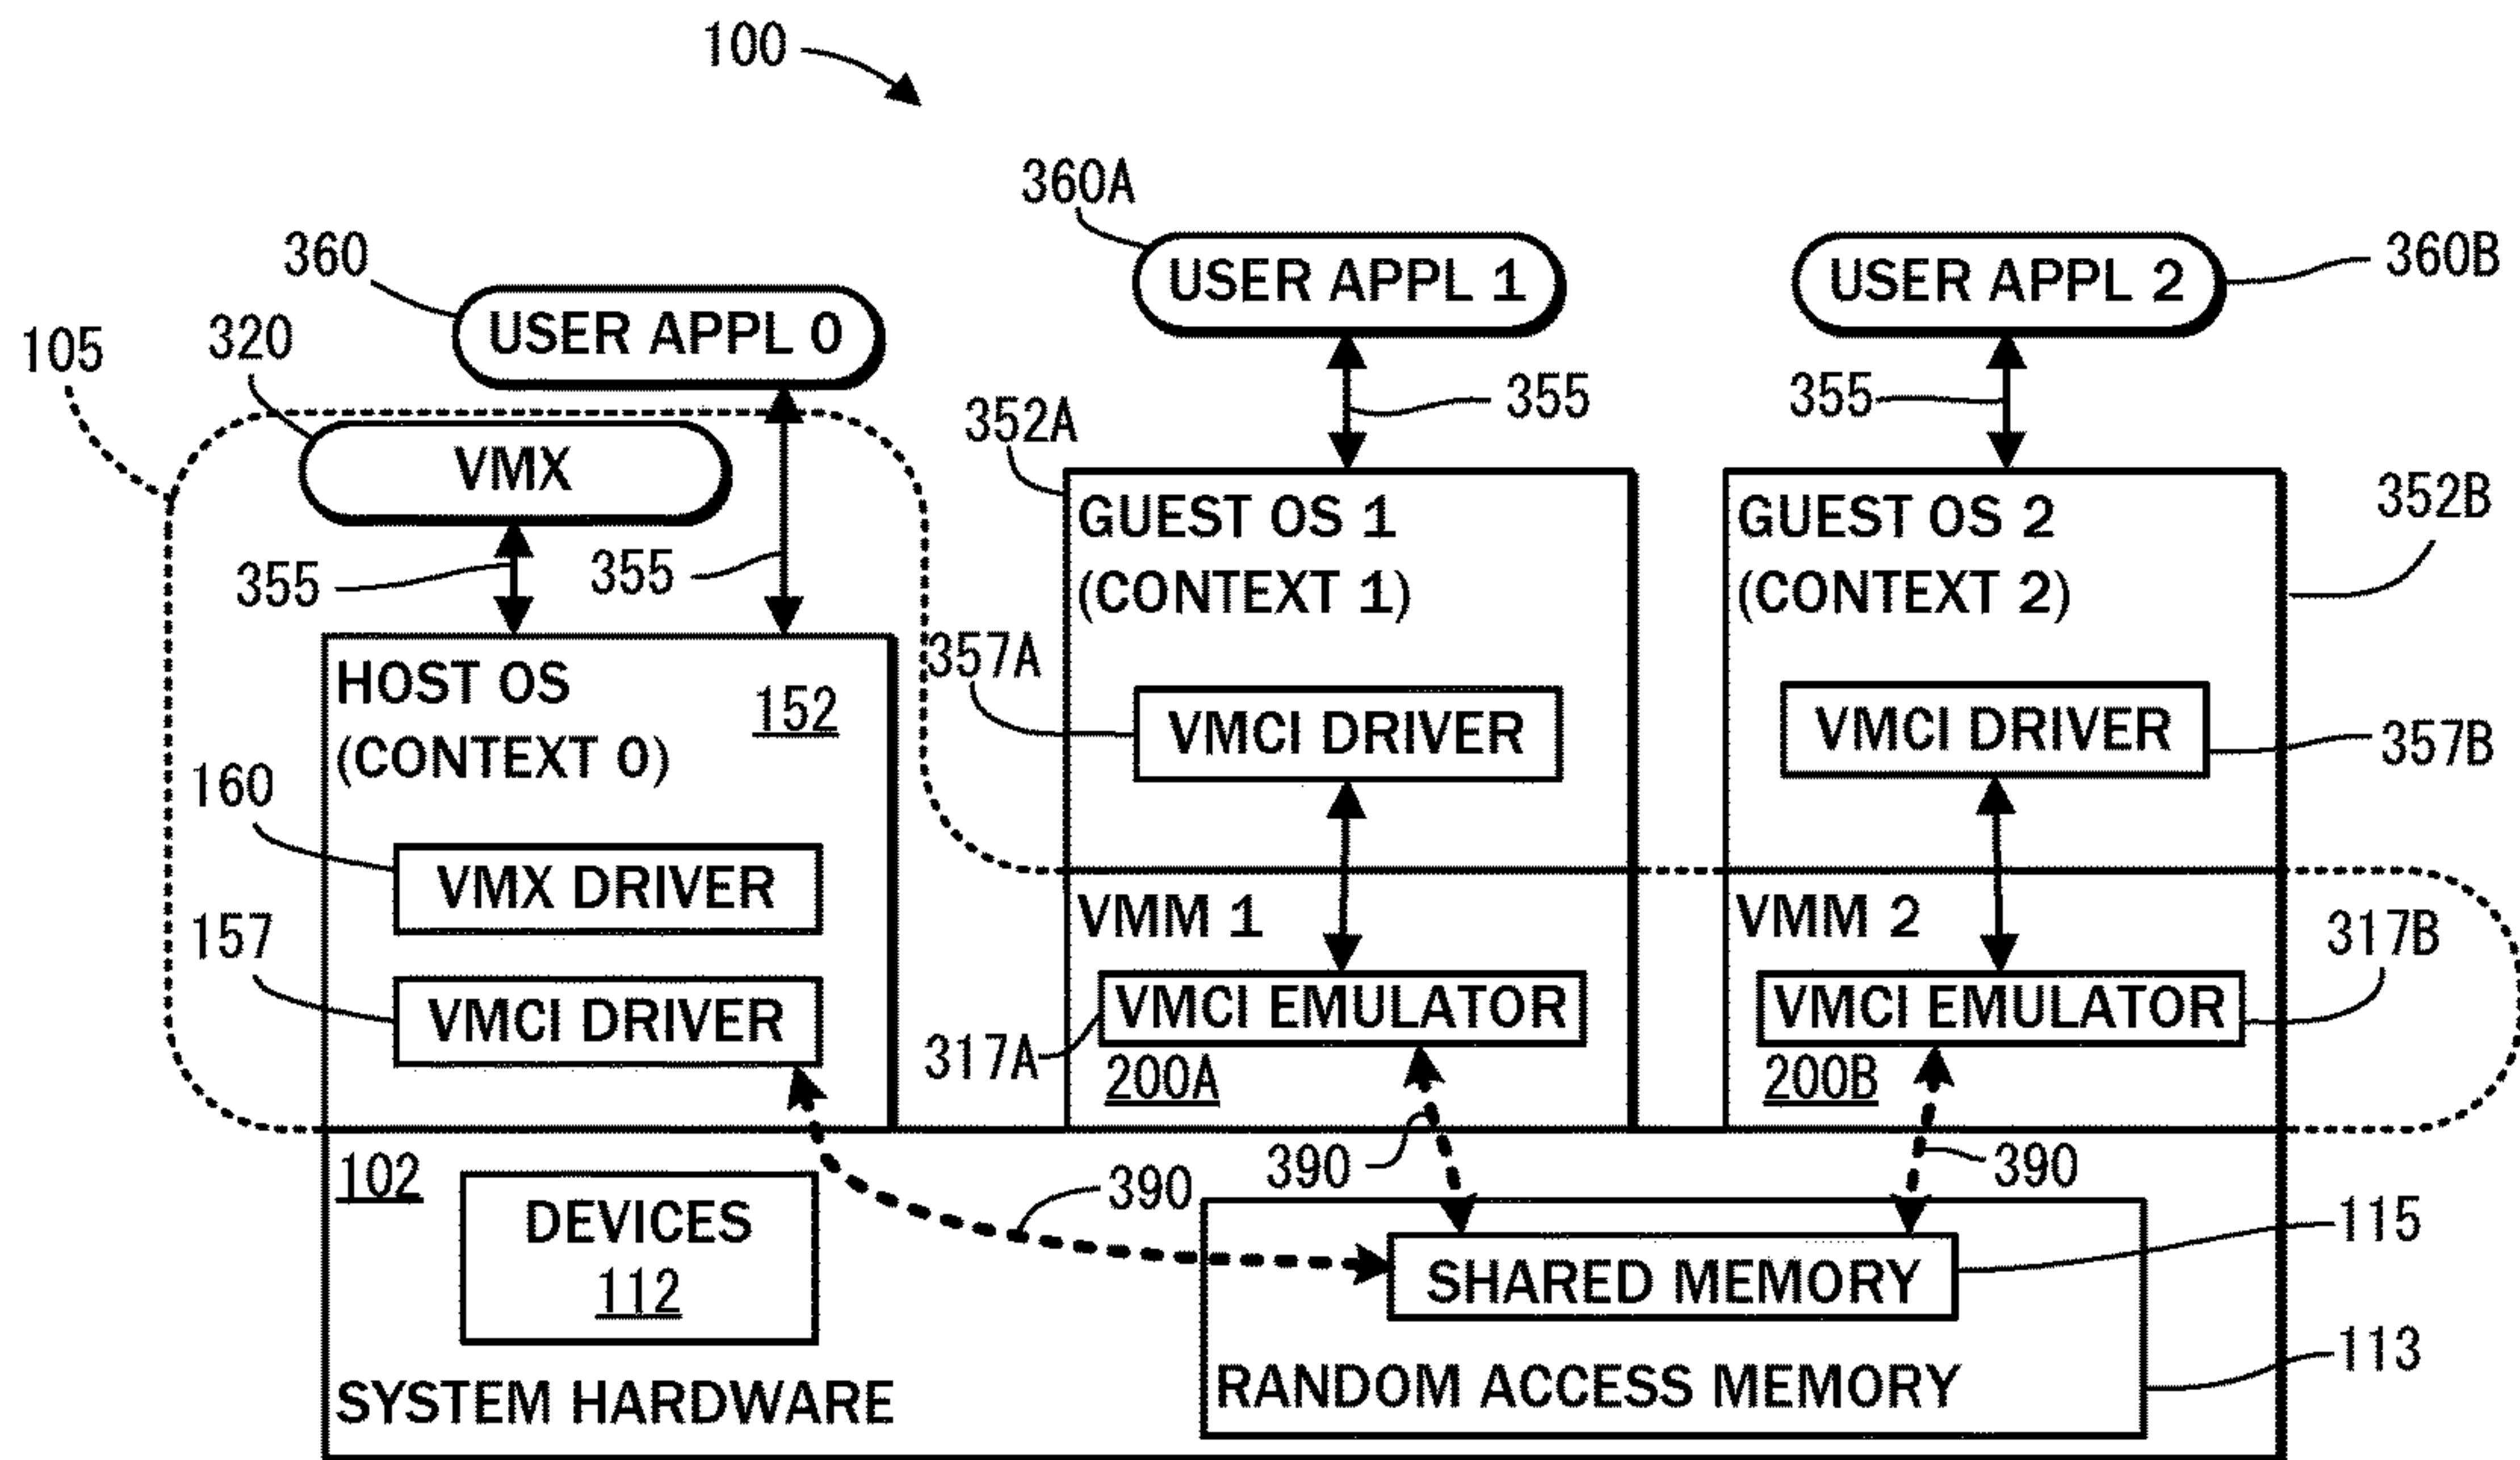 100
360A
360
USER APPL 1
USER APPL 2
360B
105
320
USER APPL 0
355
355
352A
VMX
GUEST OS 1
(CONTEXT 1)
GUEST OS 2
(CONTEXT 2)
352B
355
355
357A
HOST OS
(CONTEXT 0)
152
VMCI DRIVER
VMCI DRIVER
357B
160
VMX DRIVER
157
VMCI DRIVER
VMM 1
VMM 2
317B
VMCI EMULATOR
VMCI EMULATOR
317A
200A
200B
102
DEVICES
112
390
390
390
115
SHARED MEMORY
113
SYSTEM HARDWARE
RANDOM ACCESS MEMORY